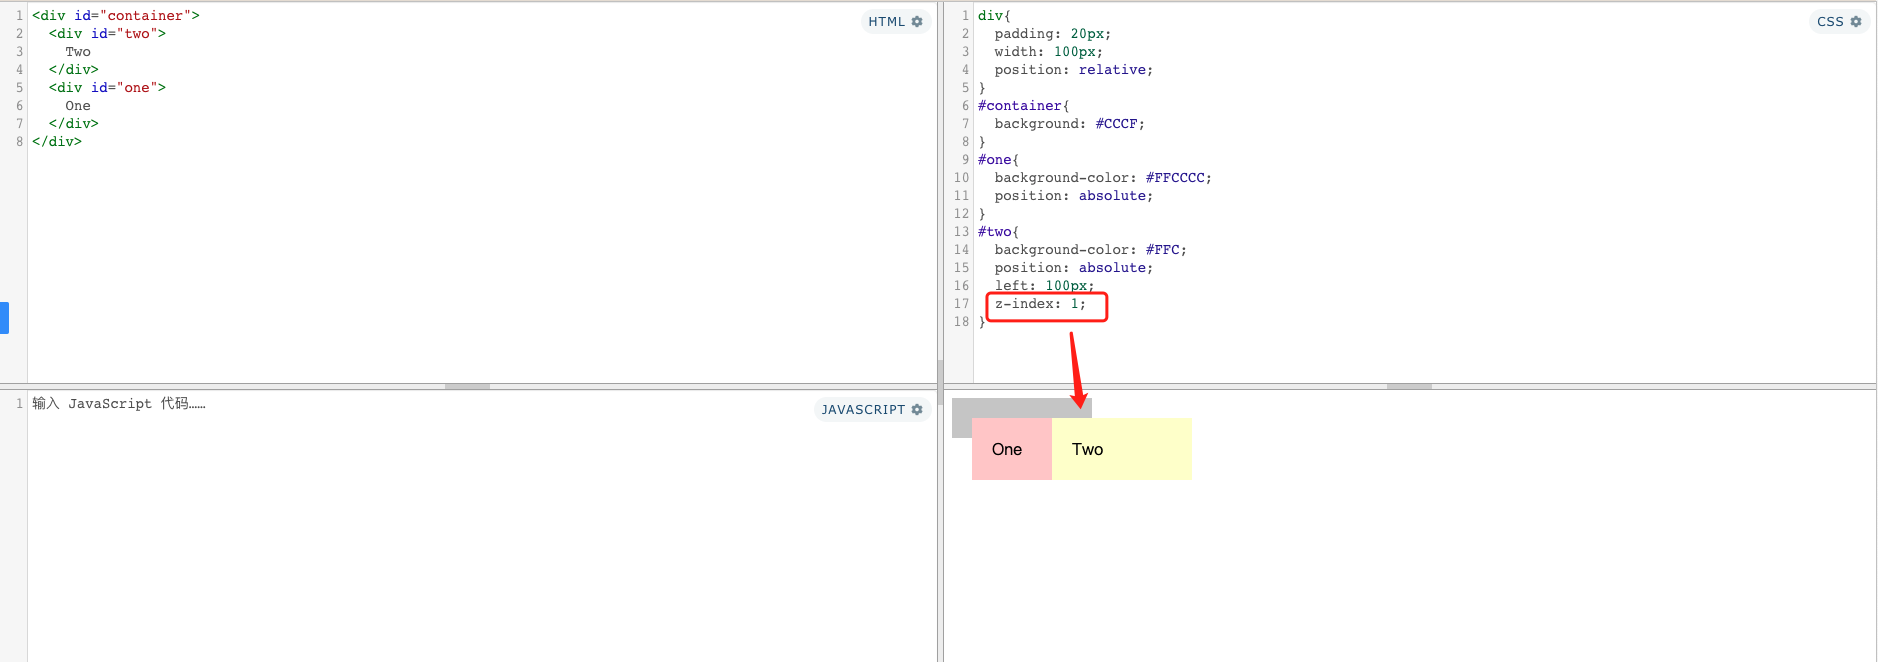 1 <div id="container">
2 <div id="two">
3 Two
4 </div>
5 <div id="one">
6 One
7 </div>
8 </div>
HTML
1 div{
2 padding: 20px;
3 width: 100px;
4 position: relative;
5 }
6 #container{
7 background: #CCCF;
8 }
9 #one{
10 background-color: #FFCCCC;
11 position: absolute;
12 }
13 #two{
14 background-color: #FFC;
15 position: absolute;
16 left: 100px;
17 z-index: 1;
18 }
CSS
1 输入 JavaScript 代码……
JAVASCRIPT
One Two